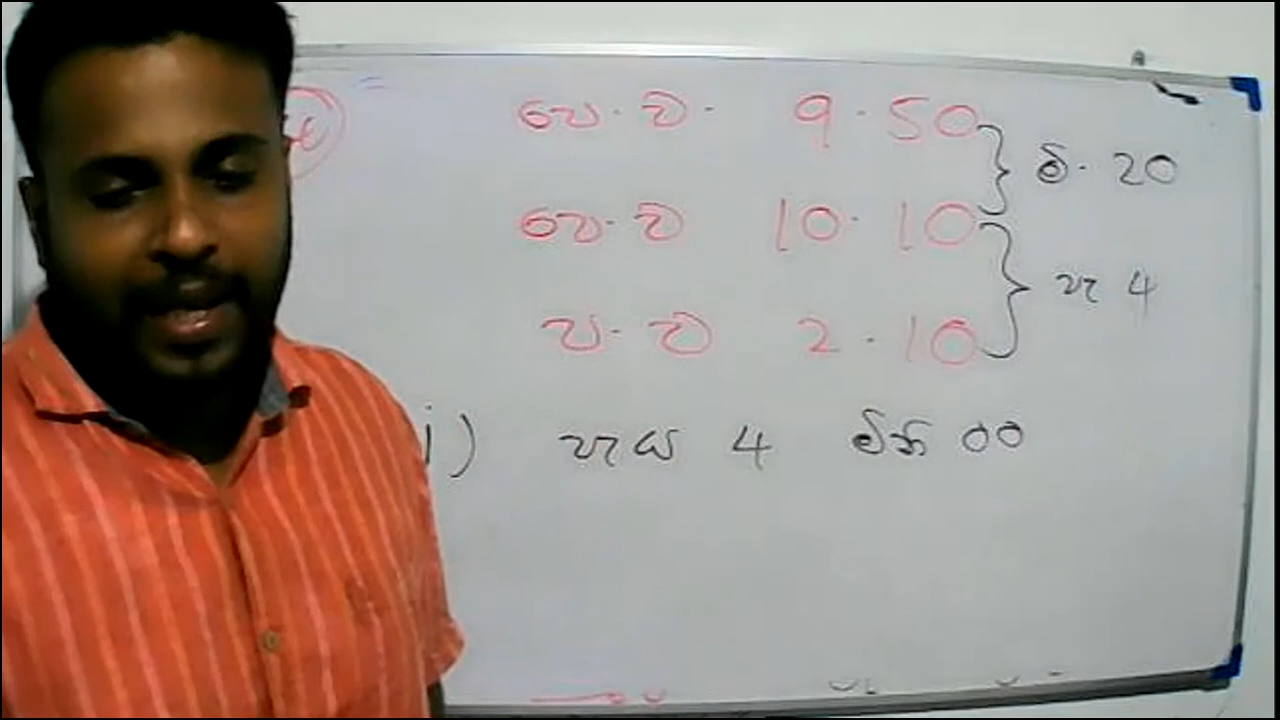 පෙ. ව. 9.50
මි. 20
පෙ. ව 10.10
පැ 4
ප. ව 2.10
i) පැය 4 මිනි 00